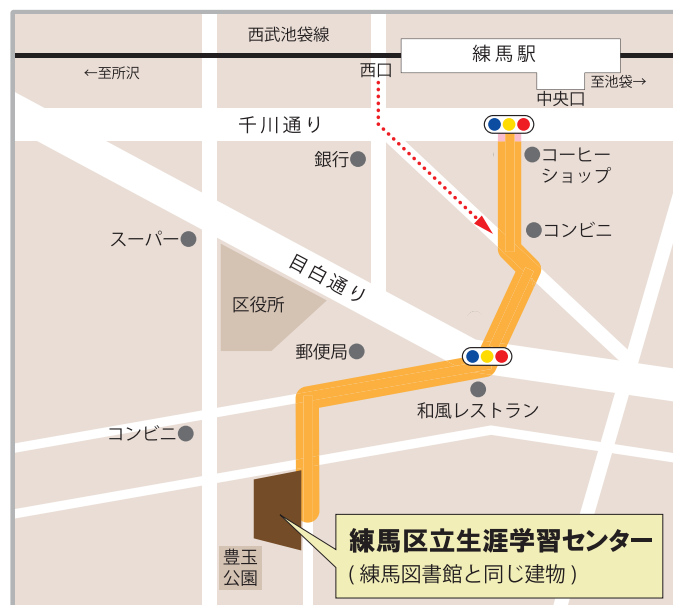 西武池袋線
練馬駅
←至所沢
西口
至池袋→
中央口
千川通り
銀行
コーヒー
ショップ
スーパー
コンビニ
目白通り
区役所
郵便局
和風レストラン
コンビニ
練馬区立生涯学習センター
(練馬図書館と同じ建物)
豊玉
公園